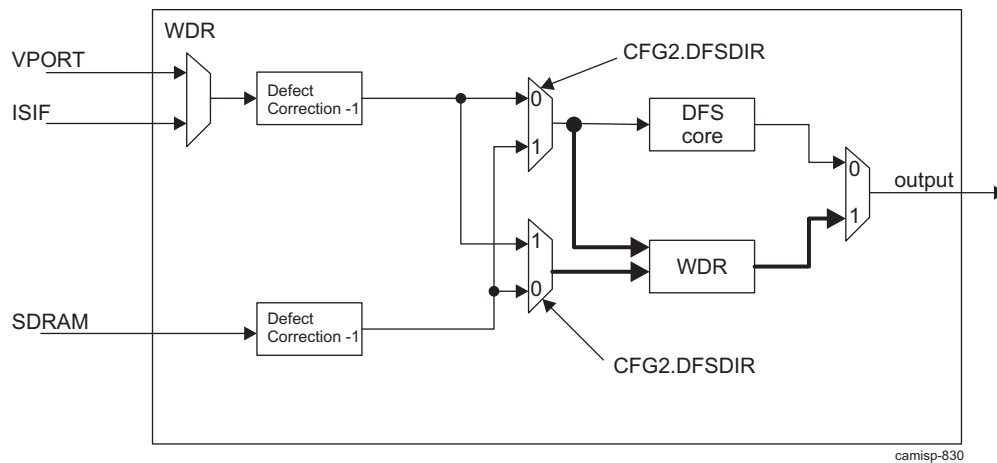 WDR
VPORT
ISIF
Defect
Correction -1
CFG2.DFSDIR
0
1
DFS
core
0
1
output
1
0
WDR
SDRAM
Defect
Correction -1
CFG2.DFSDIR
camisp-830